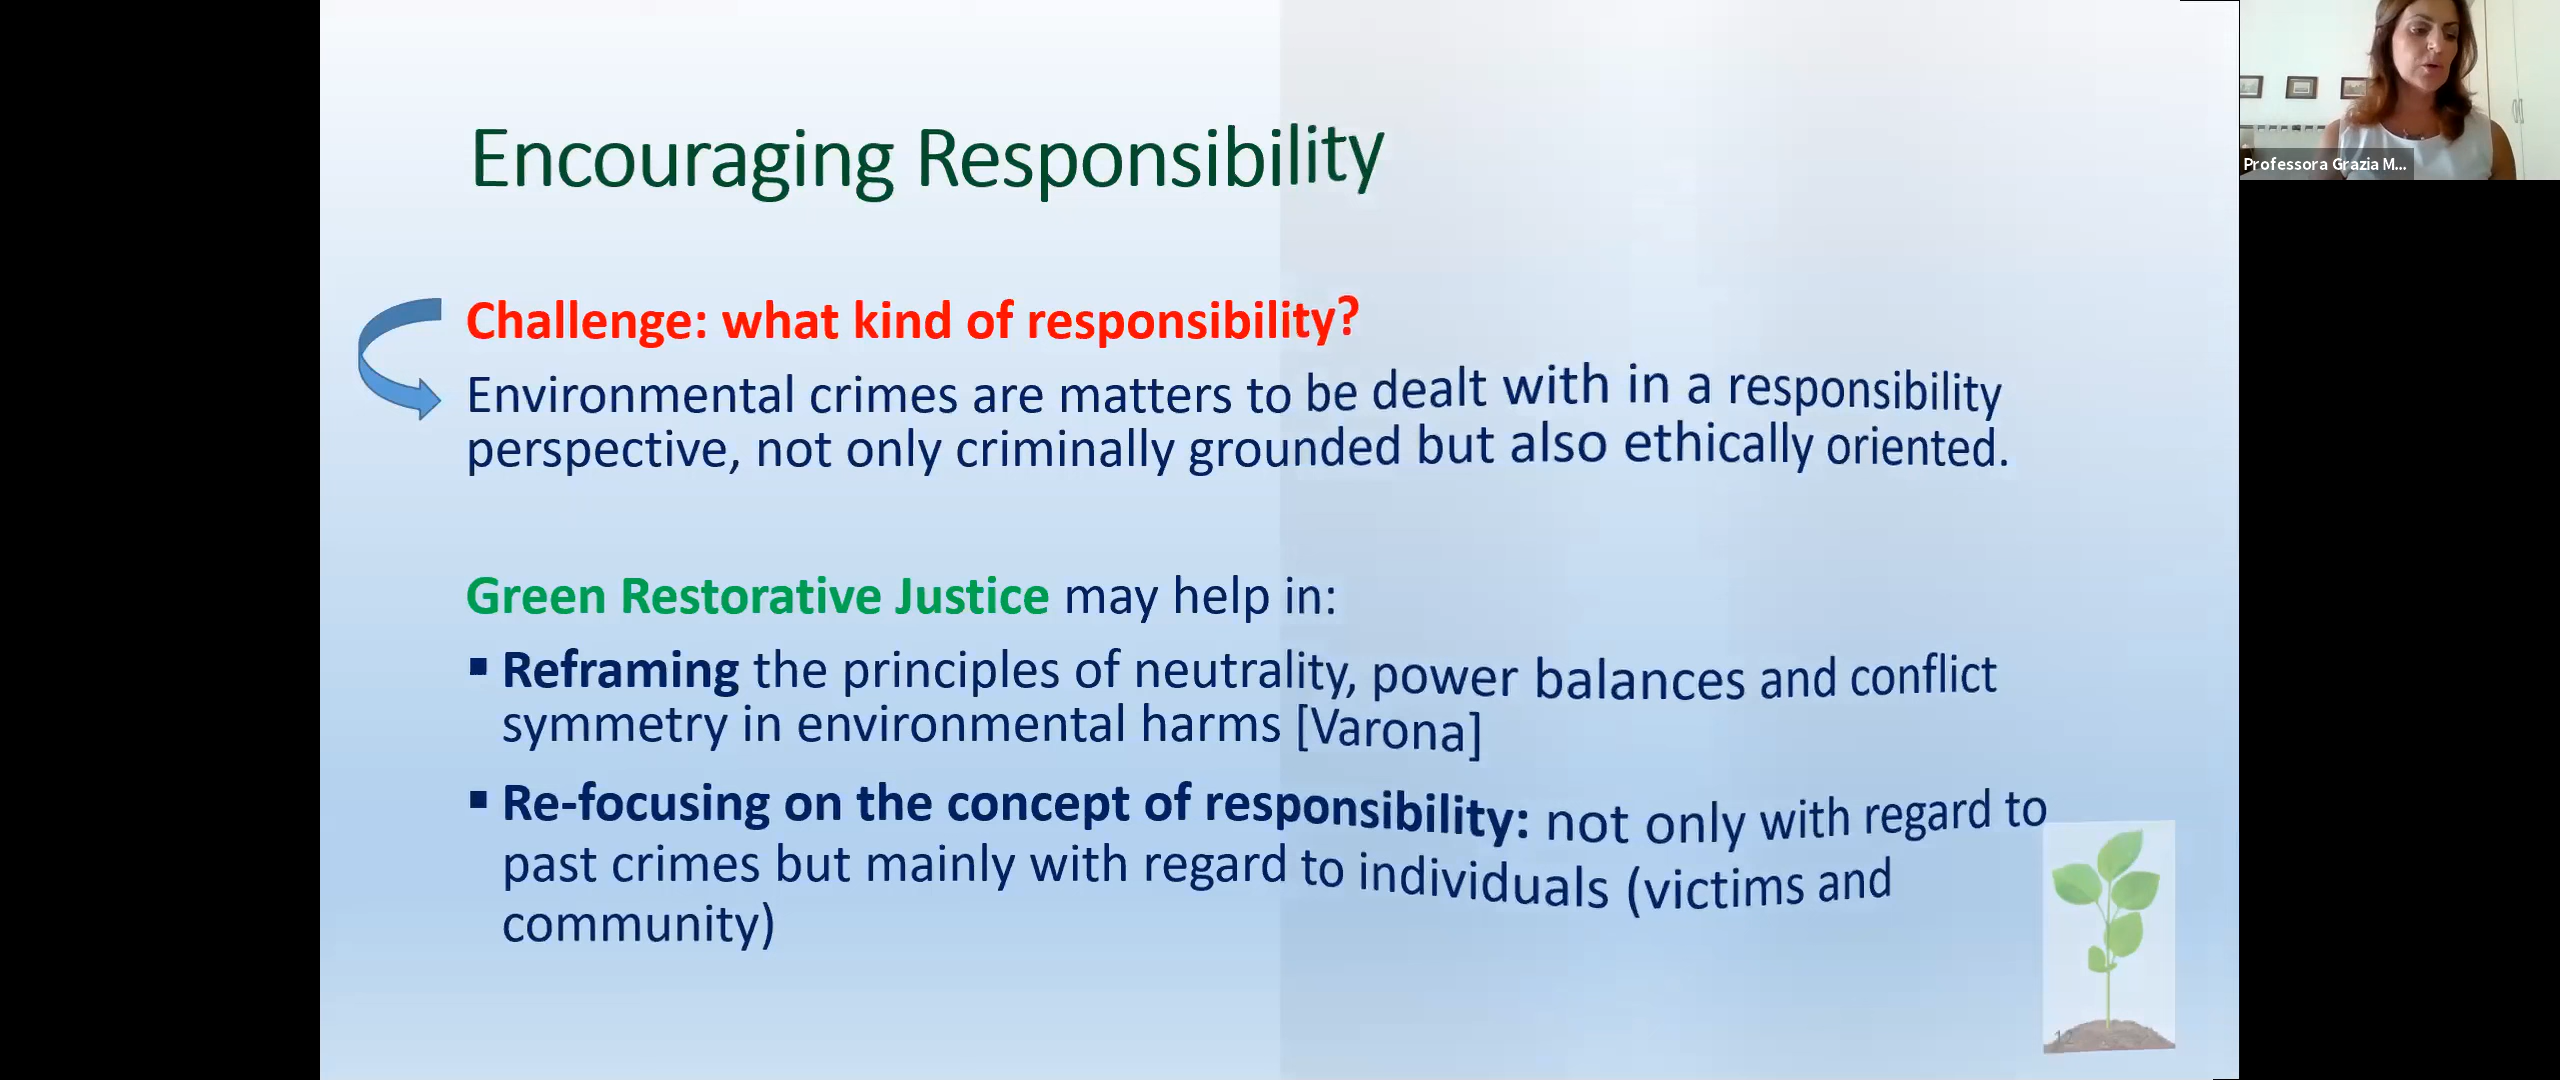 Encouraging Responsibility
Professora Grazia M...
Challenge: what kind of responsibility?
Environmental crimes are matters to be dealt with in a responsibility
perspective, not only criminally grounded but also ethically oriented.
Green Restorative Justice may help in:
▪ Reframing the principles of neutrality, power balances and conflict
symmetry in environmental harms [Varona]
▪ Re-focusing on the concept of responsibility: not only with regard to
past crimes but mainly with regard to individuals (victims and
community)
12